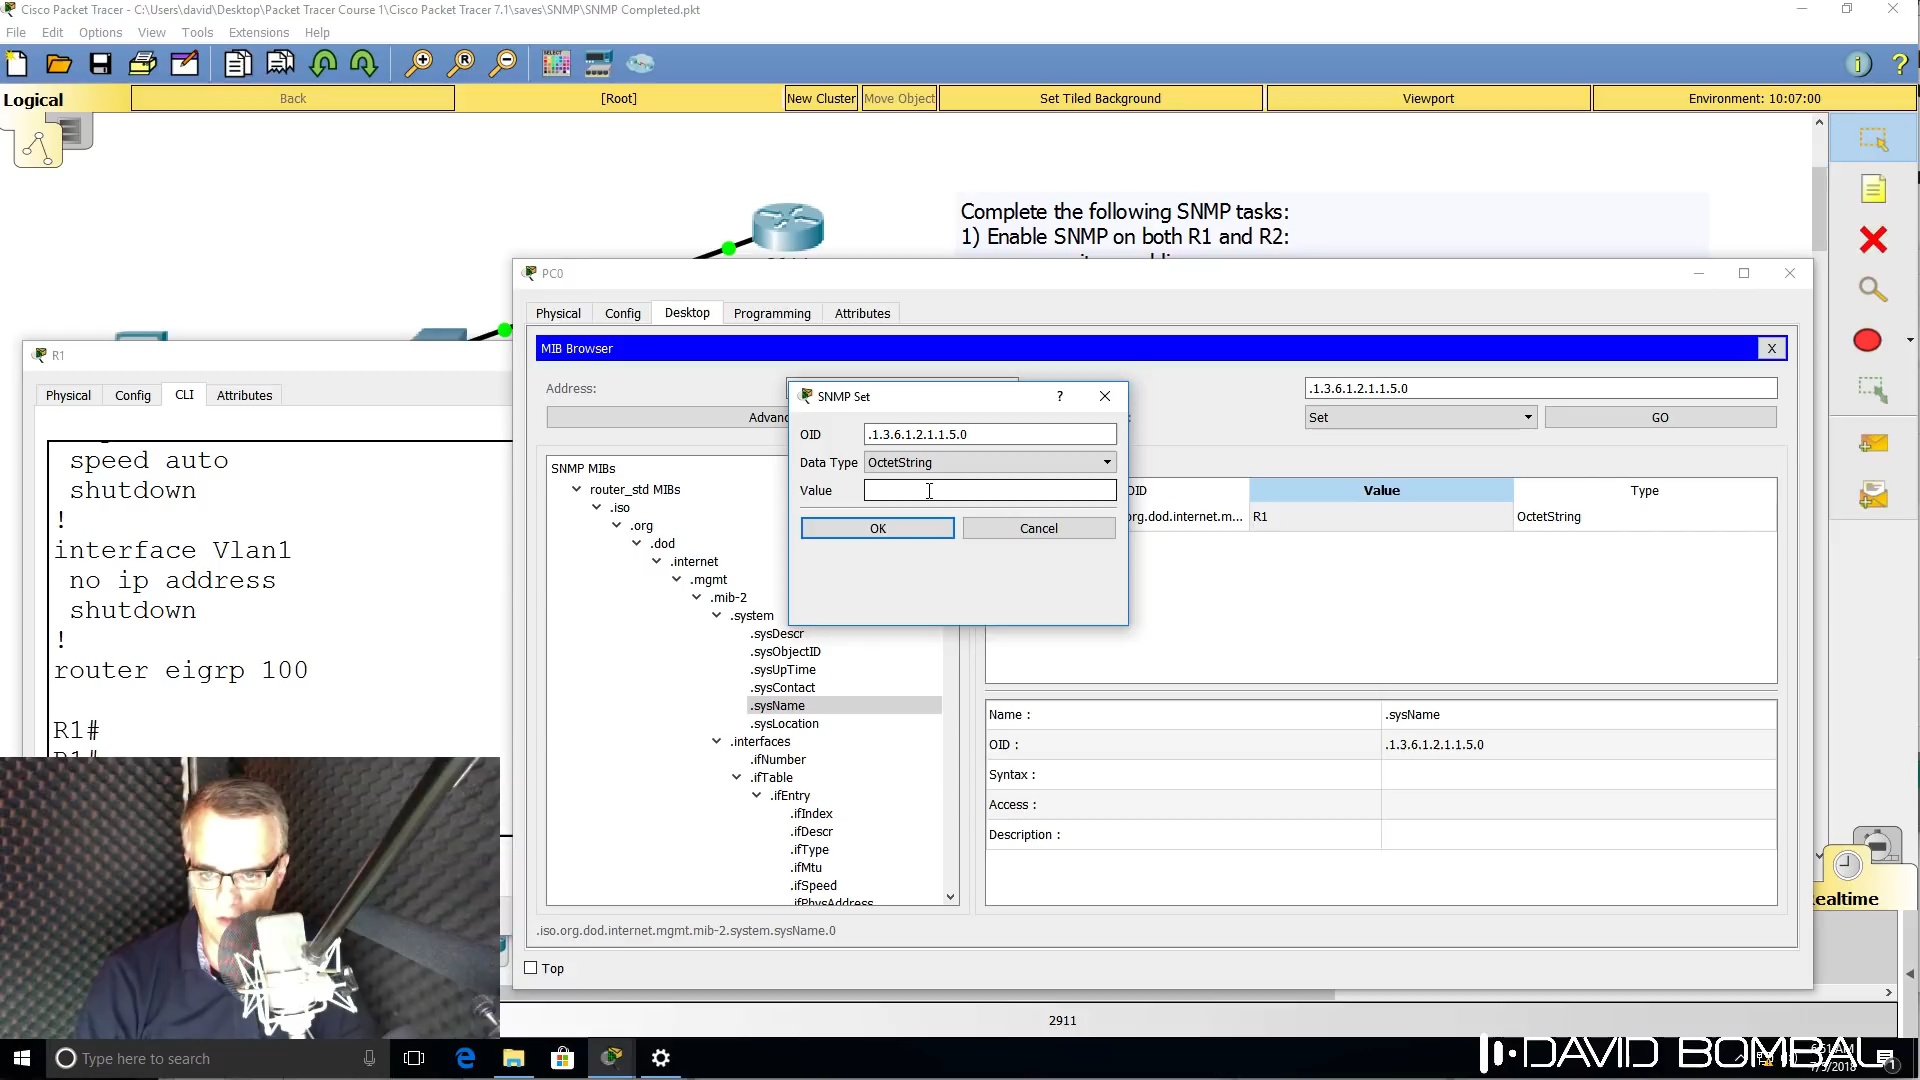 Cisco Packet Tracer - C:\Users\david\Desktop\Packet Tracer Course 1\Cisco Packet Tracer 7.1\saves\SNMP\SNMP Completed.pkt
File Edit Options View Tools Extensions Help
Logical Back [Root] New Cluster Move Object Set Tiled Background Viewport Environment: 10:07:00
Complete the following SNMP tasks:
1) Enable SNMP on both R1 and R2:
PC0
Physical Config Desktop Programming Attributes
MIB Browser X
Address: .1.3.6.1.2.1.1.5.0
Set GO
SNMP Set
OID .1.3.6.1.2.1.1.5.0
Data Type OctetString
Value
OK Cancel
SNMP MIBs
router_std MIBs
.iso
.org
.dod
.internet
.mgmt
.mib-2
.system
.sysDescr
.sysObjectID
.sysUpTime
.sysContact
.sysName
.sysLocation
.interfaces
.ifNumber
.ifTable
.ifEntry
.ifIndex
.ifDescr
.ifType
.ifMtu
.ifSpeed
.ifPhysAddress
Value Type
org.dod.internet.m... R1 OctetString
Name : .sysName
OID : .1.3.6.1.2.1.1.5.0
Syntax :
Access :
Description :
.iso.org.dod.internet.mgmt.mib-2.system.sysName.0
Top
R1
Physical Config CLI Attributes
speed auto
shutdown
!
interface Vlan1
no ip address
shutdown
!
router eigrp 100
R1#
R1#
2911
Type here to search
DAVID BOMBAL